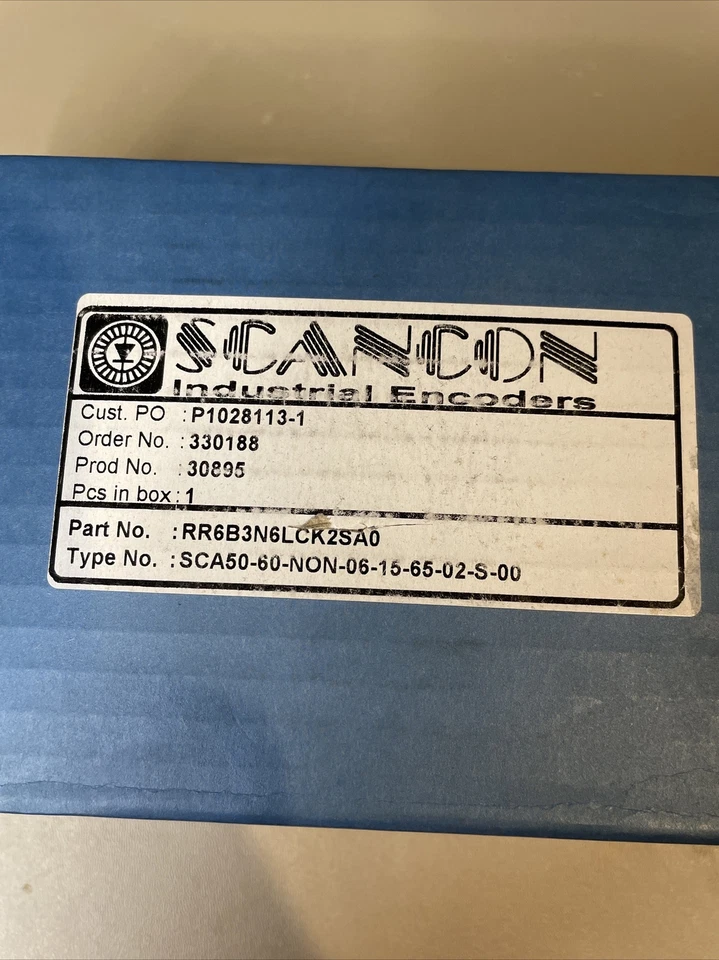 SCANCON
Industrial Encoders
Cust. PO : P1028113-1
Order No. : 330188
Prod No. : 30895
Pcs in box : 1
Part No. : RR6B3N6LCK2SA0
Type No. : SCA50-60-NON-06-15-65-02-S-00